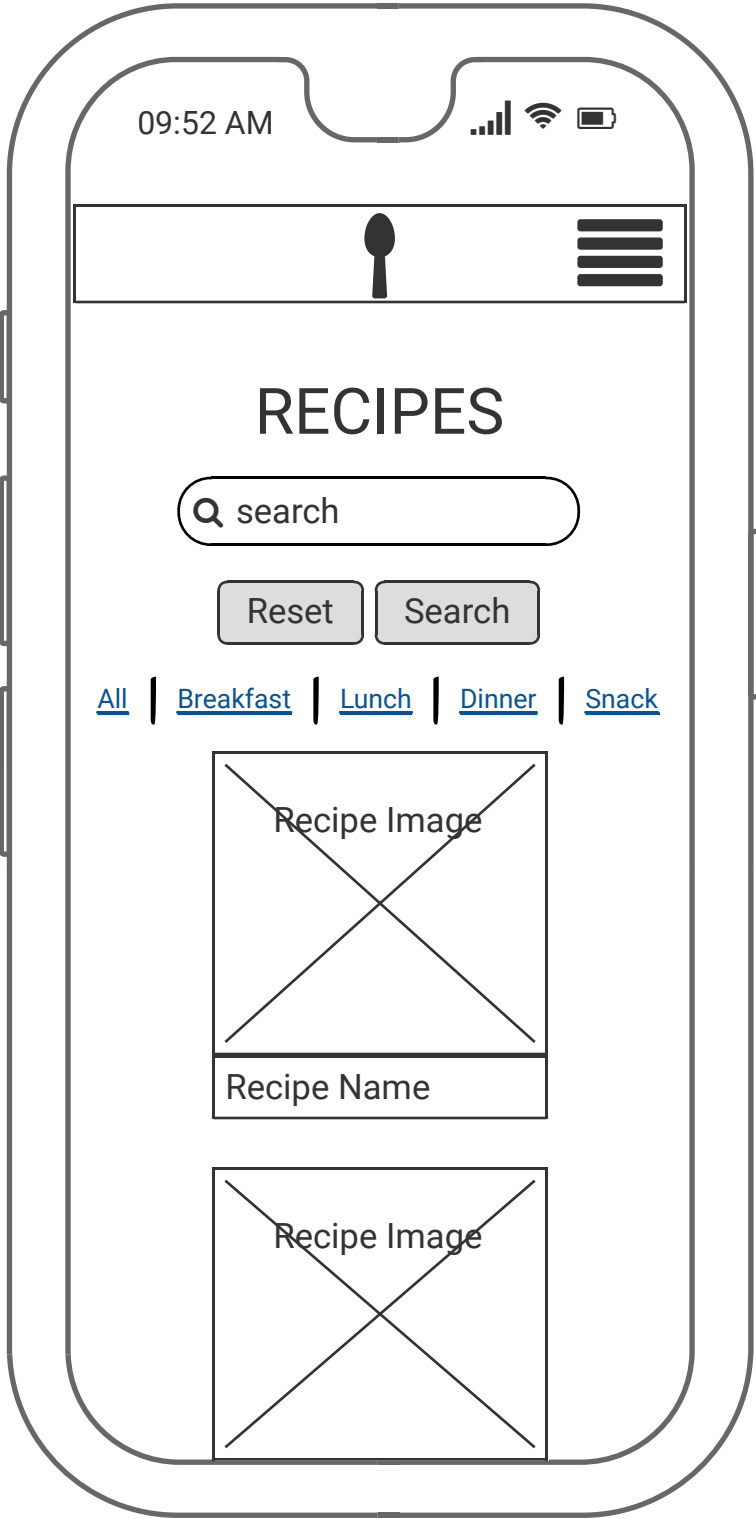 09:52 AM
RECIPES
search
Reset Search
All Breakfast Lunch Dinner Snack
Recipe Image
Recipe Name
Recipe Image